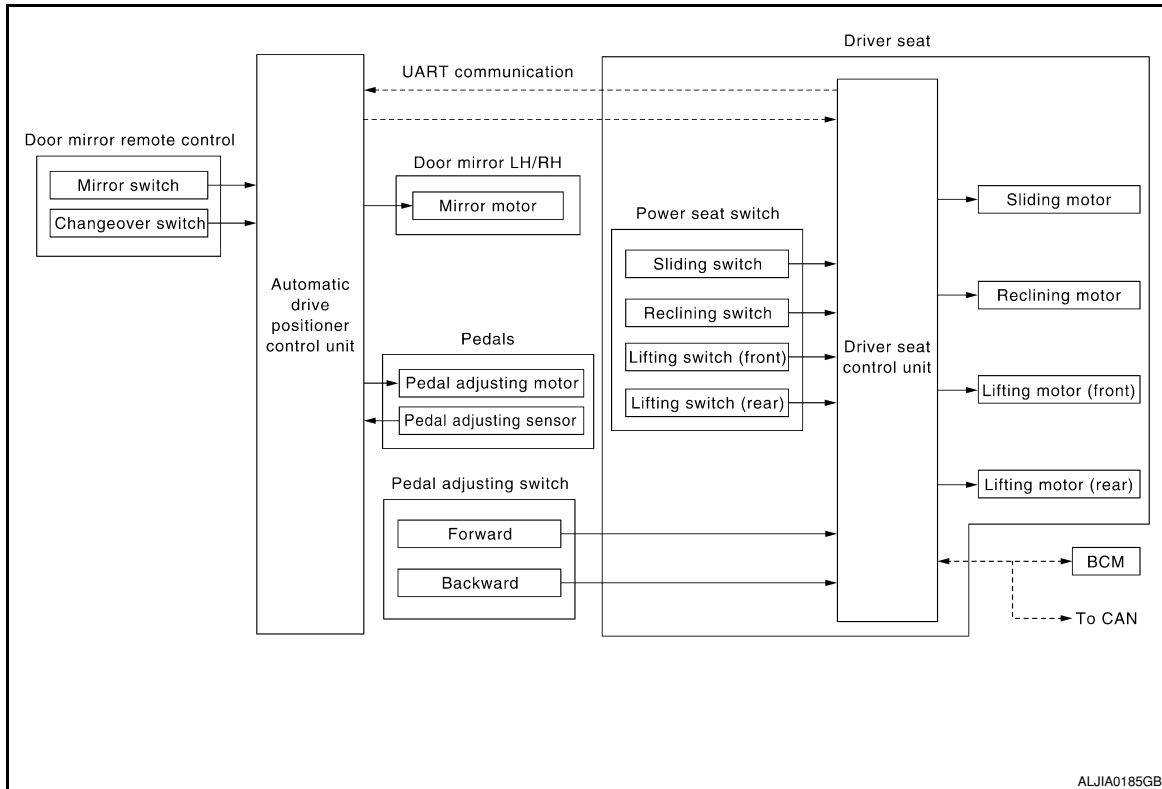 Driver seat
UART communication
Door mirror remote control
Mirror switch
Changeover switch
Automatic
drive
positioner
control unit
Door mirror LH/RH
Mirror motor
Pedals
Pedal adjusting motor
Pedal adjusting sensor
Pedal adjusting switch
Forward
Backward
Power seat switch
Sliding switch
Reclining switch
Lifting switch (front)
Lifting switch (rear)
Driver seat
control unit
Sliding motor
Reclining motor
Lifting motor (front)
Lifting motor (rear)
BCM
To CAN
ALJIA0185GB